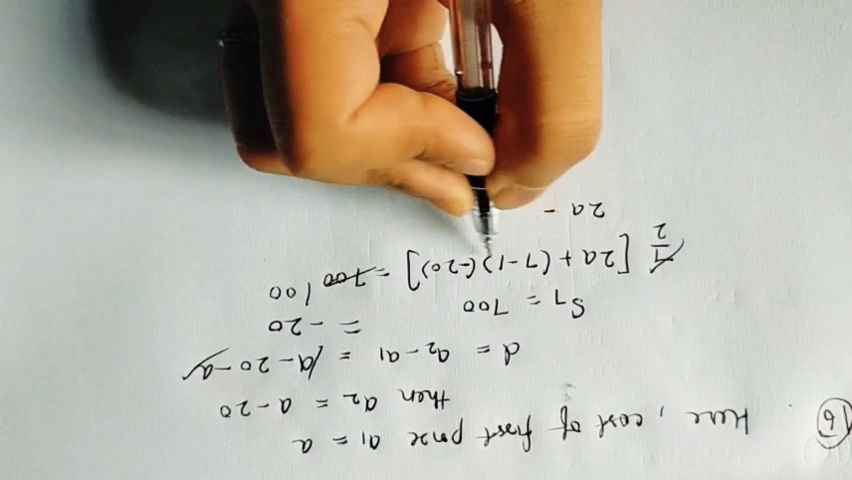 (16). Here, cost of first prize a1 = a
then a2 = a - 20
d = a2 - a1 = a - 20 - a
= -20
S7 = 700
7/2 [2a + (7-1)(-20)] = 700 100
2a -